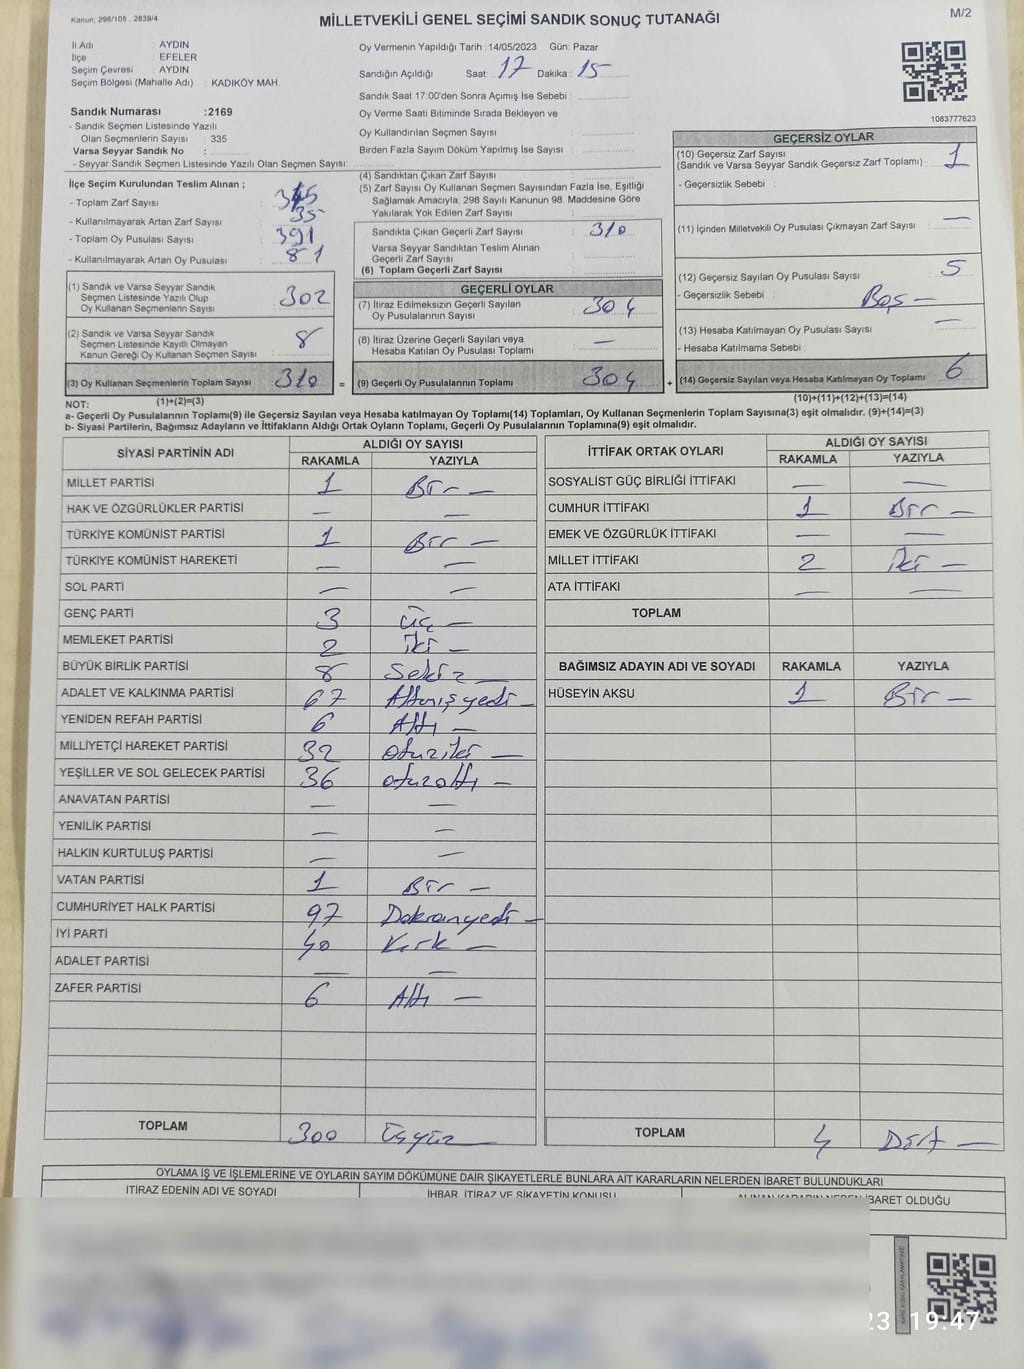 Kanun, 298/105 , 2839/4
MİLLETVEKİLİ GENEL SEÇİMİ SANDIK SONUÇ TUTANAĞI
M/2
İl Adı : AYDIN
İlçe : EFELER
Seçim Çevresi : AYDIN
Seçim Bölgesi (Mahalle Adı) : KADIKÖY MAH.
Sandık Numarası :2169
- Sandık Seçmen Listesinde Yazılı
Olan Seçmenlerin Sayısı : 335
Varsa Seyyar Sandık No :
- Seyyar Sandık Seçmen Listesinde Yazılı Olan Seçmen Sayısı:
Oy Vermenin Yapıldığı Tarih :14/05/2023 Gün: Pazar
Sandığın Açıldığı Saat : 17 Dakika : 15
Sandık Saat 17:00'den Sonra Açımış İse Sebebi :
Oy Verme Saati Bitiminde Sırada Bekleyen ve
Oy Kullandırılan Seçmen Sayısı :
Birden Fazla Sayım Döküm Yapılmış İse Sayısı :
1083777623
İlçe Seçim Kurulundan Teslim Alınan ;
- Toplam Zarf Sayısı : 345
- Kullanılmayarak Artan Zarf Sayısı : 35
- Toplam Oy Pusulası Sayısı : 391
- Kullanılmayarak Artan Oy Pusulası : 81
(1) Sandık ve Varsa Seyyar Sandık
Seçmen Listesinde Yazılı Olup
Oy Kullanan Seçmenlerin Sayısı : 302
(2) Sandık ve Varsa Seyyar Sandık
Seçmen Listesinde Kayıtlı Olmayan
Kanun Gereği Oy Kullanan Seçmen Sayısı : 8
(3) Oy Kullanan Seçmenlerin Toplam Sayısı : 310 =
(1)+(2)=(3)
(4) Sandıktan Çıkan Zarf Sayısı :
(5) Zarf Sayısı Oy Kullanan Seçmen Sayısından Fazla İse, Eşitliği
Sağlamak Amacıyla; 298 Sayılı Kanunun 98. Maddesine Göre
Yakılarak Yok Edilen Zarf Sayısı :
Sandıkta Çıkan Geçerli Zarf Sayısı : 310
Varsa Seyyar Sandıktan Teslim Alınan
Geçerli Zarf Sayısı :
(6) Toplam Geçerli Zarf Sayısı :
GEÇERLİ OYLAR
(7) İtiraz Edilmeksizin Geçerli Sayılan
Oy Pusulalarının Sayısı : 304
(8) İtiraz Üzerine Geçerli Sayılan veya
Hesaba Katılan Oy Pusulası Toplamı : —
(9) Geçerli Oy Pusulalarının Toplamı : 304 +
GEÇERSİZ OYLAR
(10) Geçersiz Zarf Sayısı
(Sandık ve Varsa Seyyar Sandık Geçersiz Zarf Toplamı) : 1
- Geçersizlik Sebebi :
(11) İçinden Milletvekili Oy Pusulası Çıkmayan Zarf Sayısı : —
(12) Geçersiz Sayılan Oy Pusulası Sayısı : 5
- Geçersizlik Sebebi : Boş —
(13) Hesaba Katılmayan Oy Pusulası Sayısı : —
- Hesaba Katılmama Sebebi :
(14) Geçersiz Sayılan veya Hesaba Katılmayan Oy Toplamı : 6
(10)+(11)+(12)+(13)=(14)
NOT:
a- Geçerli Oy Pusulalarının Toplamı(9) ile Geçersiz Sayılan veya Hesaba katılmayan Oy Toplamı(14) Toplamları, Oy Kullanan Seçmenlerin Toplam Sayısına(3) eşit olmalıdır. (9)+(14)=(3)
b- Siyasi Partilerin, Bağımsız Adayların ve İttifakların Aldığı Ortak Oyların Toplamı, Geçerli Oy Pusulalarının Toplamına(9) eşit olmalıdır.
SİYASİ PARTİNİN ADI
ALDIĞI OY SAYISI
RAKAMLA YAZIYLA
MİLLET PARTİSİ 1 Bir —
HAK VE ÖZGÜRLÜKLER PARTİSİ — —
TÜRKİYE KOMÜNİST PARTİSİ 1 Bir —
TÜRKİYE KOMÜNİST HAREKETİ — —
SOL PARTİ — —
GENÇ PARTİ 3 üç —
MEMLEKET PARTİSİ 2 iki —
BÜYÜK BİRLİK PARTİSİ 8 Sekiz —
ADALET VE KALKINMA PARTİSİ 67 Altmışyedi —
YENİDEN REFAH PARTİSİ 6 Altı —
MİLLİYETÇİ HAREKET PARTİSİ 32 otuziki —
YEŞİLLER VE SOL GELECEK PARTİSİ 36 otuzaltı —
ANAVATAN PARTİSİ — —
YENİLİK PARTİSİ — —
HALKIN KURTULUŞ PARTİSİ — —
VATAN PARTİSİ 1 Bir —
CUMHURİYET HALK PARTİSİ 97 Doksanyedi —
İYİ PARTİ 40 Kırk —
ADALET PARTİSİ — —
ZAFER PARTİSİ 6 Altı —
TOPLAM 300 Üçyüz —
İTTİFAK ORTAK OYLARI
ALDIĞI OY SAYISI
RAKAMLA YAZIYLA
SOSYALİST GÜÇ BİRLİĞİ İTTİFAKI — —
CUMHUR İTTİFAKI 1 Bir —
EMEK VE ÖZGÜRLÜK İTTİFAKI — —
MİLLET İTTİFAKI 2 İki —
ATA İTTİFAKI — —
TOPLAM
BAĞIMSIZ ADAYIN ADI VE SOYADI RAKAMLA YAZIYLA
HÜSEYİN AKSU 1 Bir —
TOPLAM 4 Dört —
OYLAMA İŞ VE İŞLEMLERİNE VE OYLARIN SAYIM DÖKÜMÜNE DAİR ŞİKAYETLERLE BUNLARA AİT KARARLARIN NELERDEN İBARET BULUNDUKLARI
İTİRAZ EDENİN ADI VE SOYADI
İHBAR, İTİRAZ VE ŞİKAYETİN KONUSU
ALINAN KARARIN NEDEN İBARET OLDUĞU
23 19:47